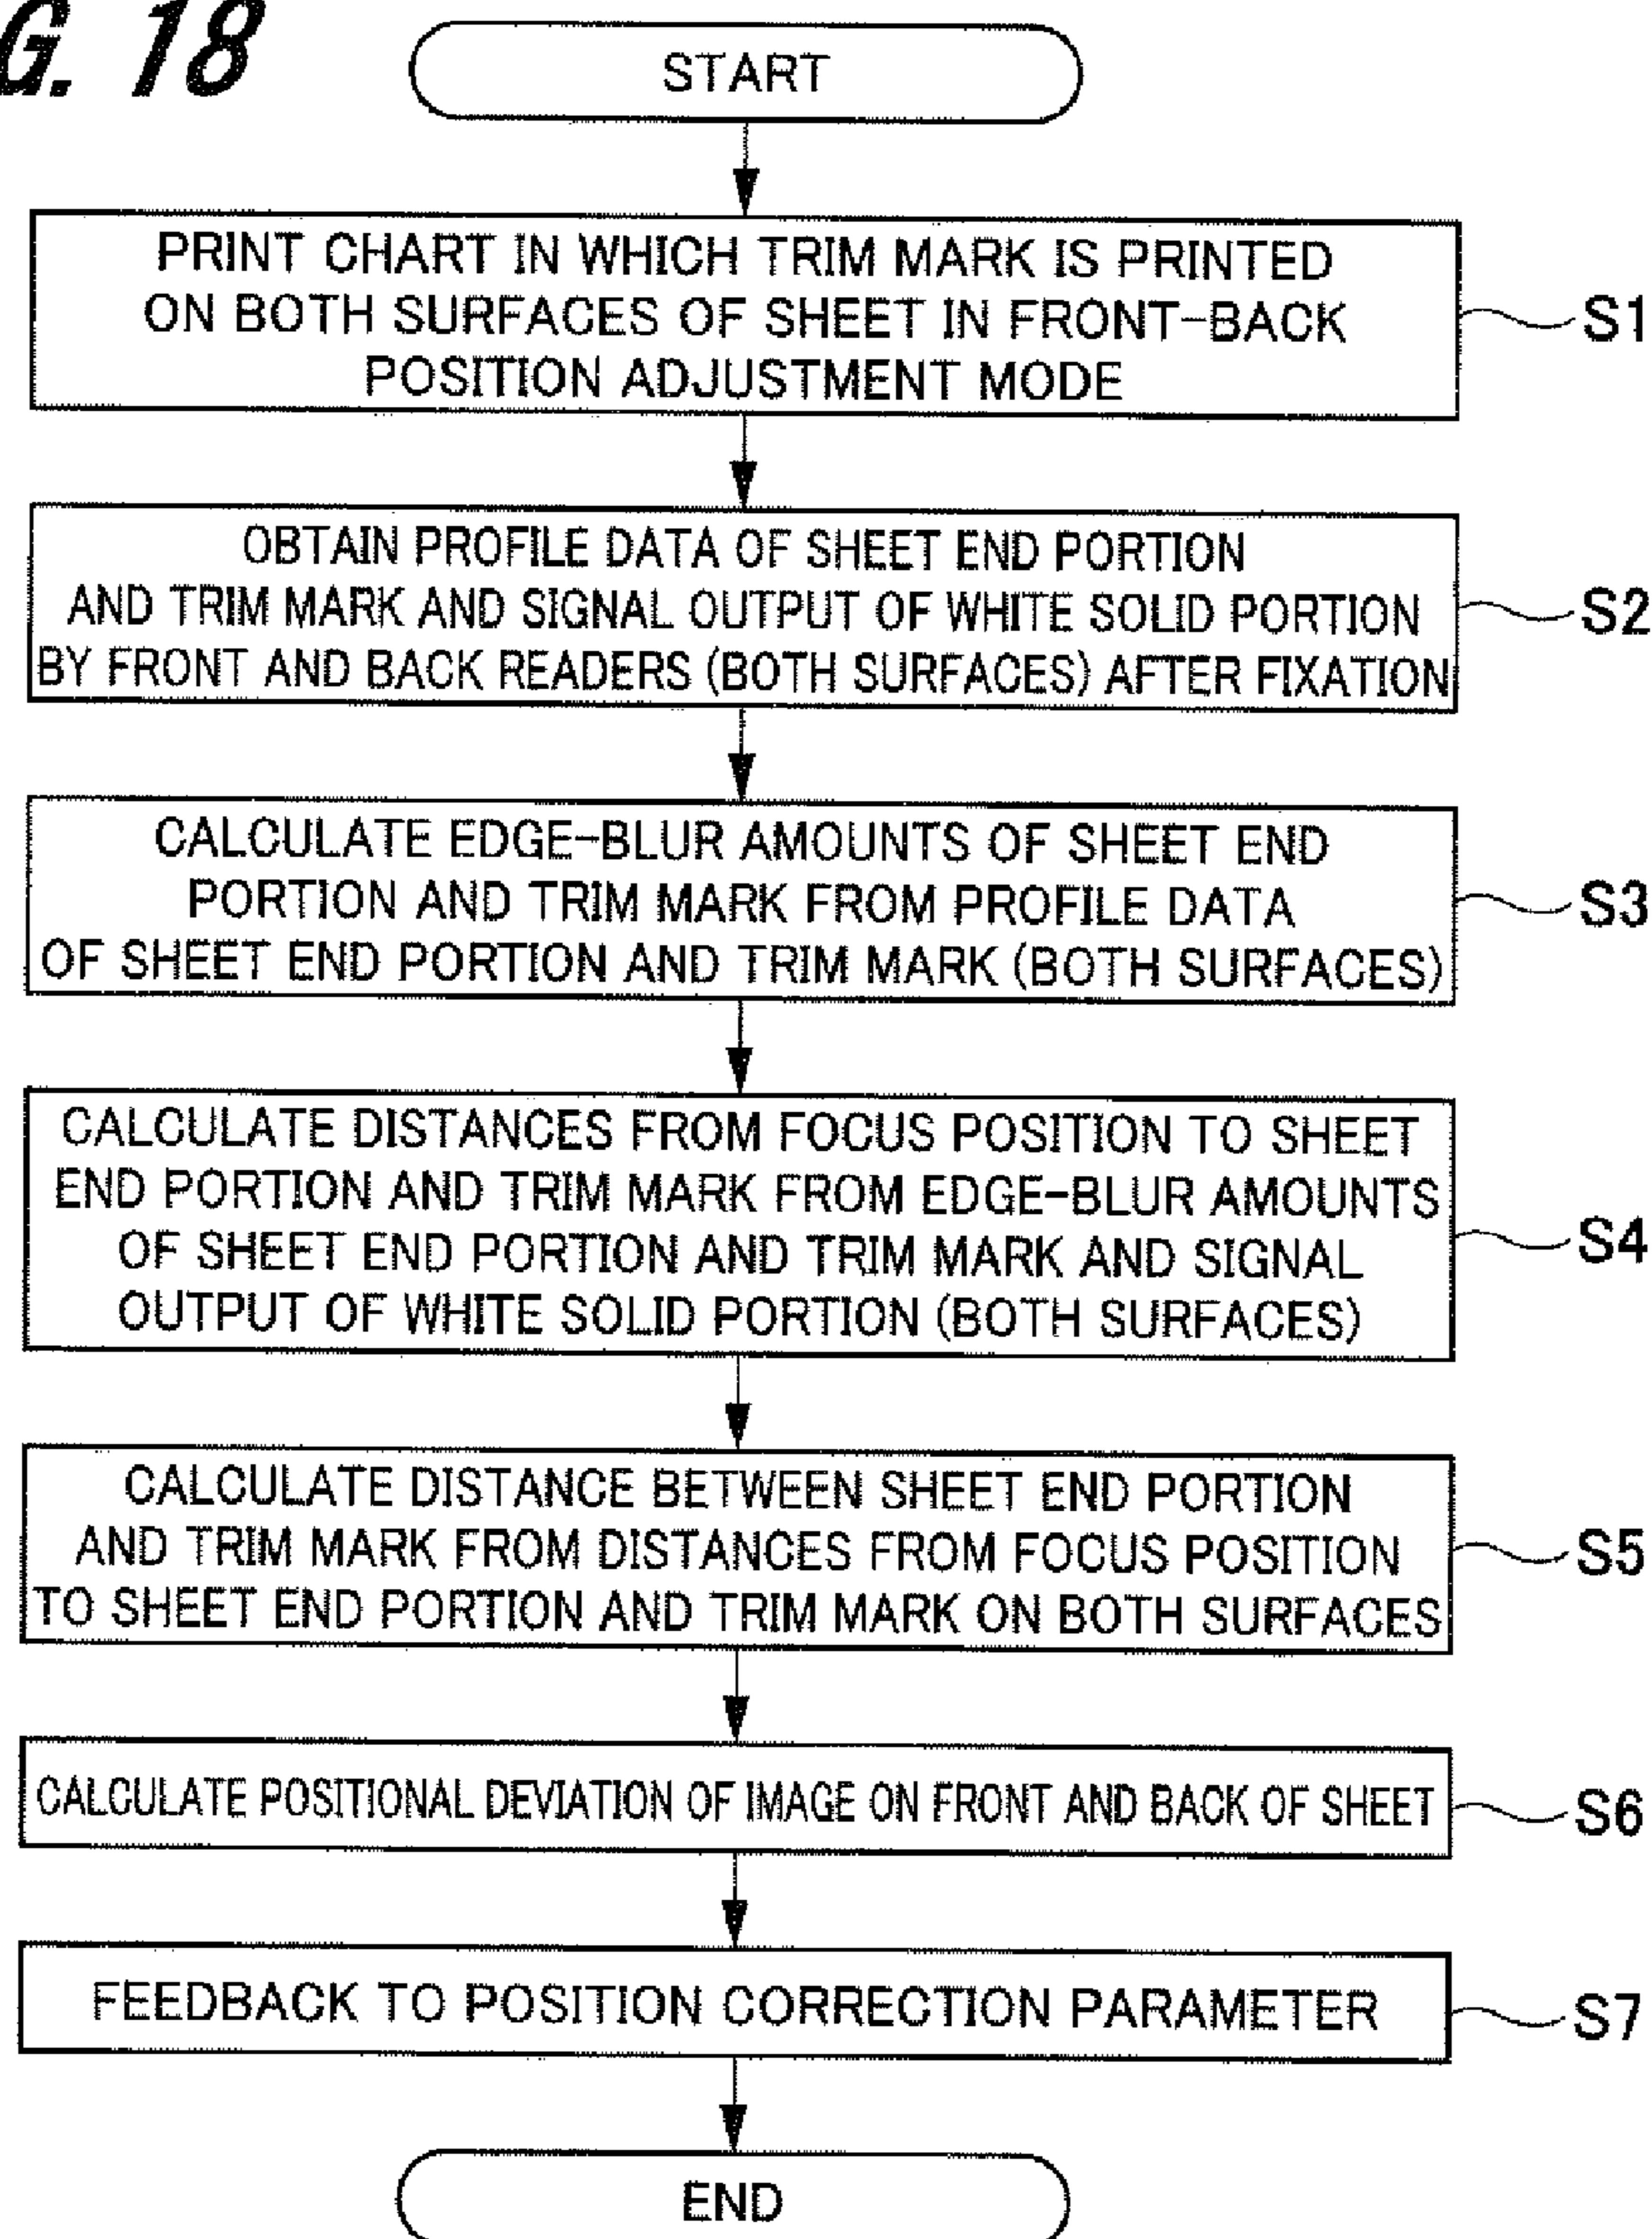 G. 18
START
PRINT CHART IN WHICH TRIM MARK IS PRINTED
ON BOTH SURFACES OF SHEET IN FRONT-BACK
POSITION ADJUSTMENT MODE
S1
OBTAIN PROFILE DATA OF SHEET END PORTION
AND TRIM MARK AND SIGNAL OUTPUT OF WHITE SOLID PORTION
BY FRONT AND BACK READERS (BOTH SURFACES) AFTER FIXATION
S2
CALCULATE EDGE-BLUR AMOUNTS OF SHEET END
PORTION AND TRIM MARK FROM PROFILE DATA
OF SHEET END PORTION AND TRIM MARK (BOTH SURFACES)
S3
CALCULATE DISTANCES FROM FOCUS POSITION TO SHEET
END PORTION AND TRIM MARK FROM EDGE-BLUR AMOUNTS
OF SHEET END PORTION AND TRIM MARK AND SIGNAL
OUTPUT OF WHITE SOLID PORTION (BOTH SURFACES)
S4
CALCULATE DISTANCE BETWEEN SHEET END PORTION
AND TRIM MARK FROM DISTANCES FROM FOCUS POSITION
TO SHEET END PORTION AND TRIM MARK ON BOTH SURFACES
S5
CALCULATE POSITIONAL DEVIATION OF IMAGE ON FRONT AND BACK OF SHEET
S6
FEEDBACK TO POSITION CORRECTION PARAMETER
S7
END